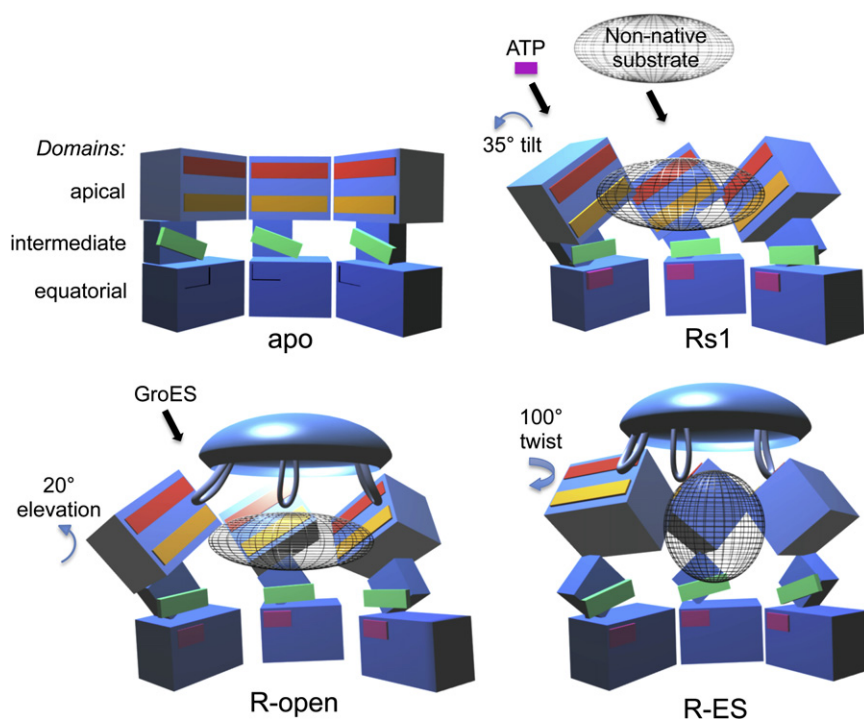 Domains:
apical
intermediate
equatorial
apo
ATP
Non-native
substrate
35° tilt
Rs1
GroES
20°
elevation
R-open
100°
twist
R-ES